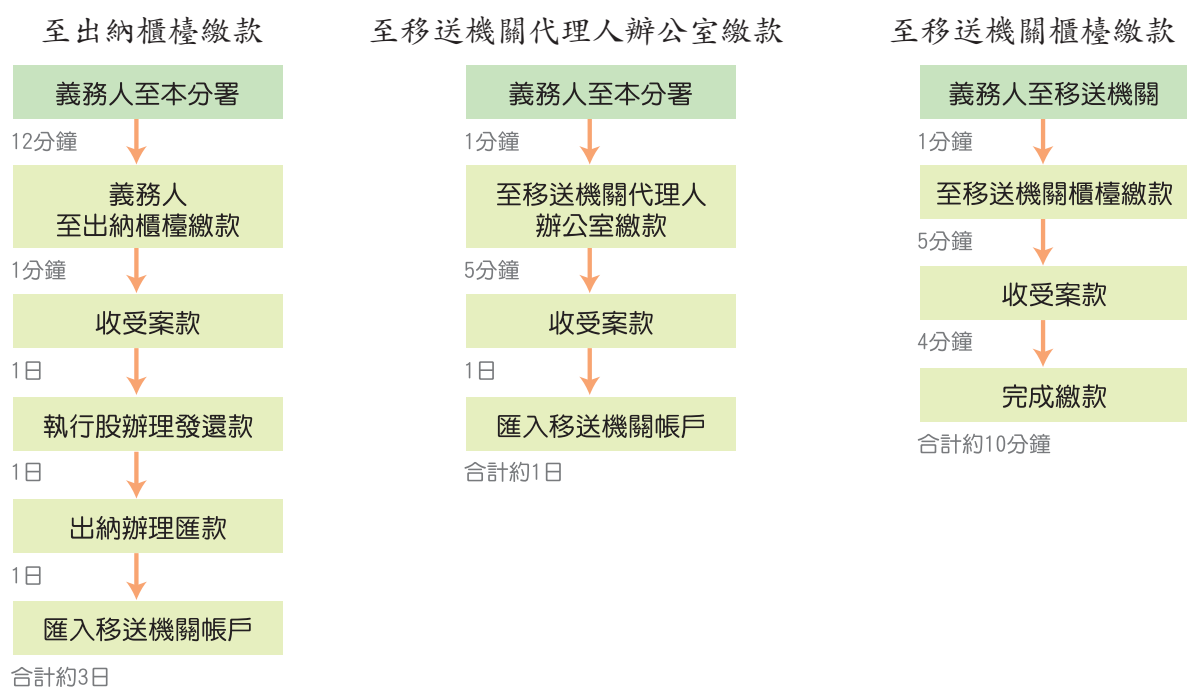 至出納櫃檯繳款
義務人至本分署
12分鐘
義務人
至出納櫃檯繳款
1分鐘
收受案款
1日
執行股辦理發還款
1日
出納辦理匯款
1日
匯入移送機關帳戶
合計約3日
至移送機關代理人辦公室繳款
義務人至本分署
1分鐘
至移送機關代理人
辦公室繳款
5分鐘
收受案款
1日
匯入移送機關帳戶
合計約1日
至移送機關櫃檯繳款
義務人至移送機關
1分鐘
至移送機關櫃檯繳款
5分鐘
收受案款
4分鐘
完成繳款
合計約10分鐘